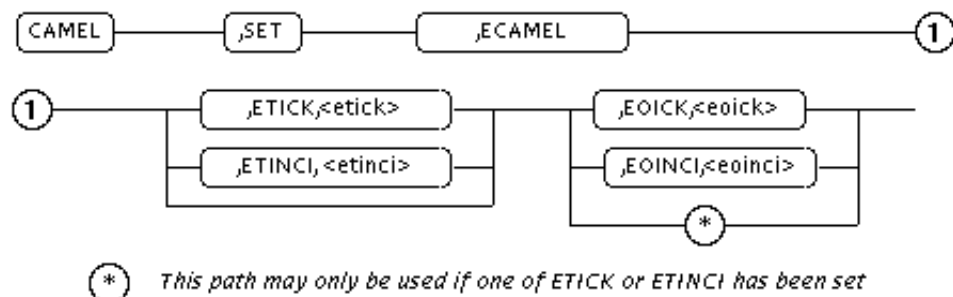 CAMEL ,SET ,ECAMEL 1
1 ,ETICK,<etick> ,EOICK,<eoick>
,ETINCI, <etinci> ,EOINCI,<eoinci>
*
* This path may only be used if one of ETICK or ETINCI has been set